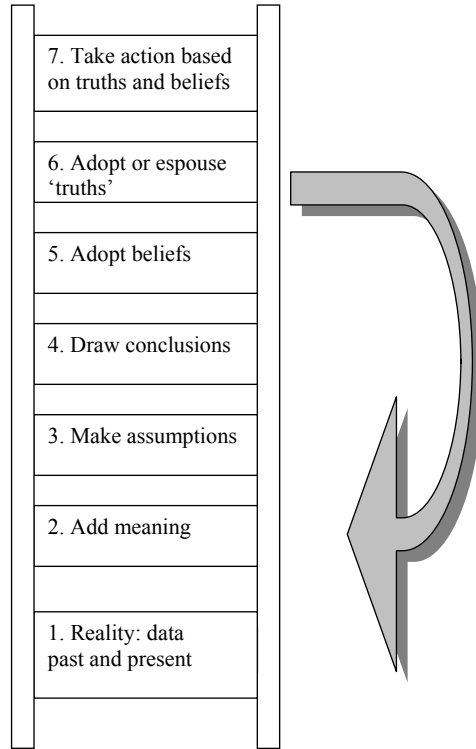 7. Take action based
on truths and beliefs
6. Adopt or espouse
‘truths’
5. Adopt beliefs
4. Draw conclusions
3. Make assumptions
2. Add meaning
1. Reality: data
past and present